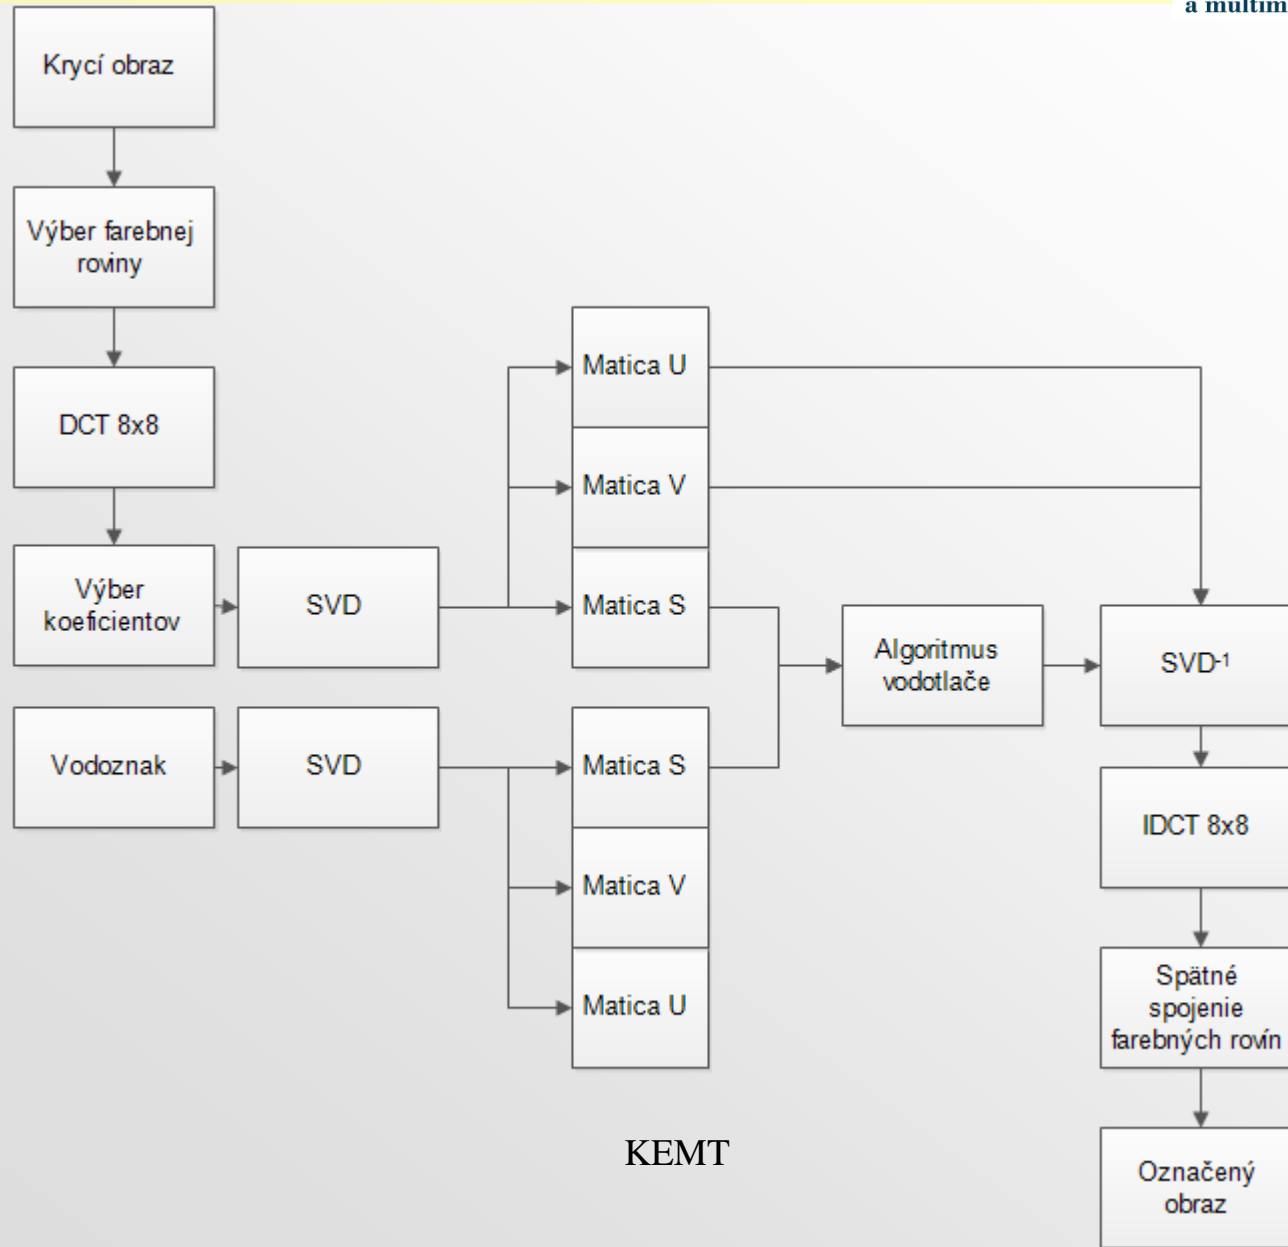 a multim
Krycí obraz
Výber farebnej
roviny
DCT 8x8
Výber
koeficientov
SVD
Matica U
Matica V
Matica S
Vodoznak
SVD
Matica S
Matica V
Matica U
Algoritmus
vodotlače
SVD-1
IDCT 8x8
Spätné
spojenie
farebných rovín
Označený
obraz
KEMT